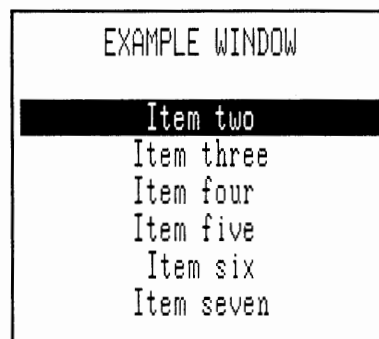 EXAMPLE WINDOW
Item two
Item three
Item four
Item five
Item six
Item seven